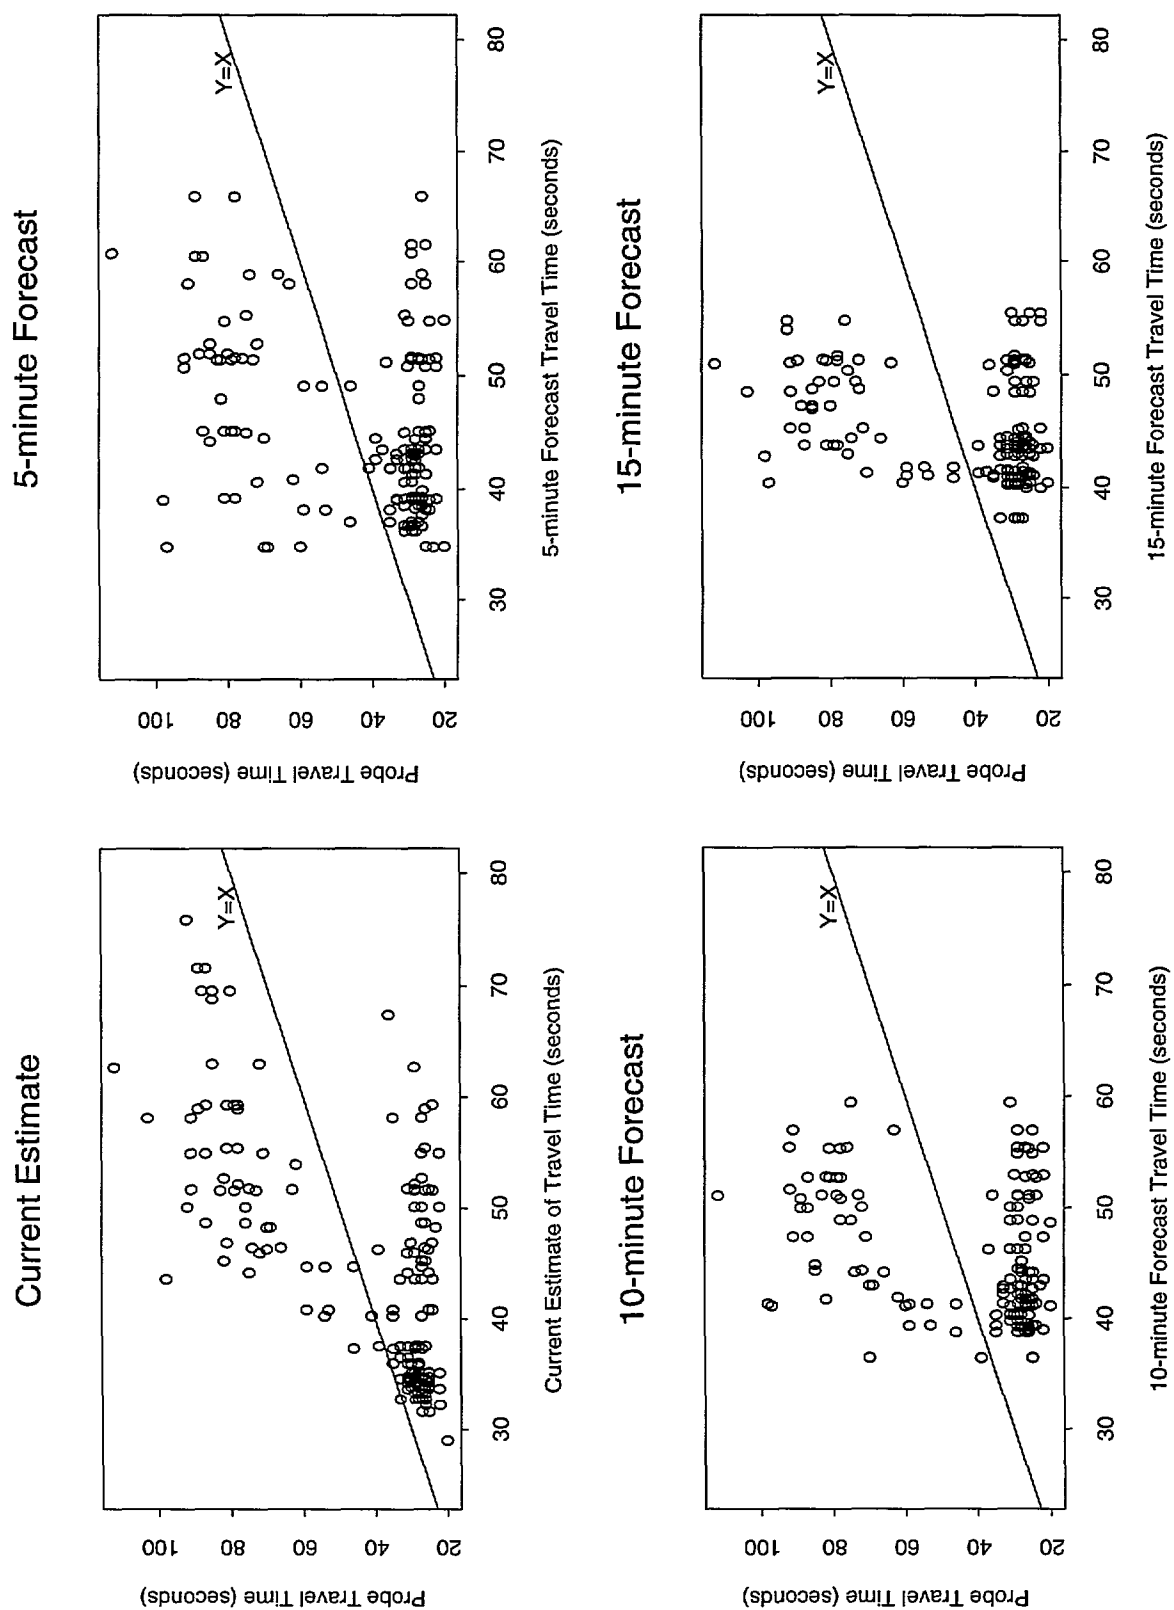 Current Estimate
Probe Travel Time (seconds)
20 40 60 80 100
Y=X
30 40 50 60 70 80
Current Estimate of Travel Time (seconds)
5-minute Forecast
Probe Travel Time (seconds)
20 40 60 80 100
Y=X
30 40 50 60 70 80
5-minute Forecast Travel Time (seconds)
10-minute Forecast
Probe Travel Time (seconds)
20 40 60 80 100
Y=X
30 40 50 60 70 80
10-minute Forecast Travel Time (seconds)
15-minute Forecast
Probe Travel Time (seconds)
20 40 60 80 100
Y=X
30 40 50 60 70 80
15-minute Forecast Travel Time (seconds)